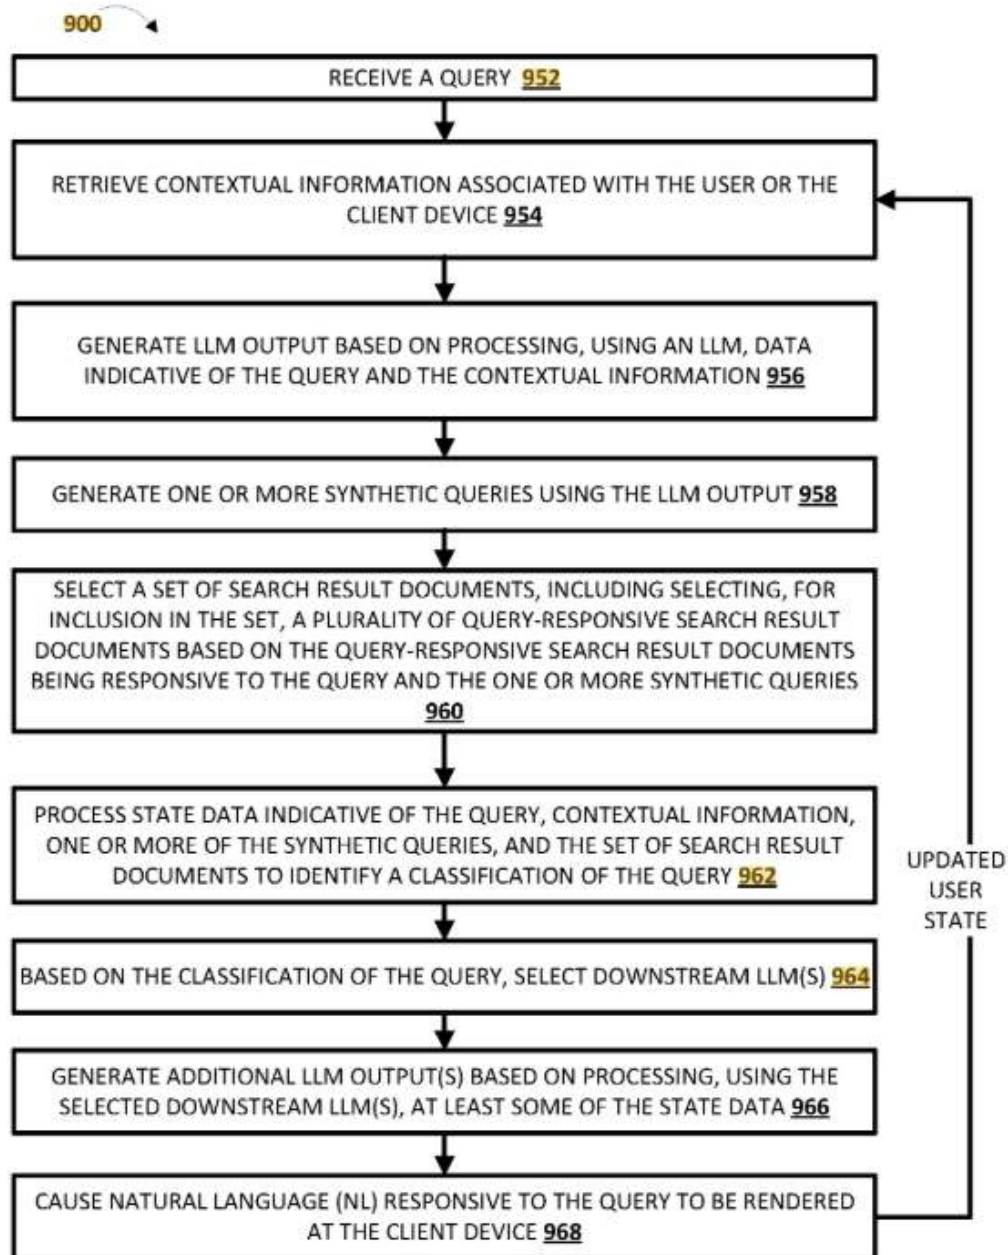 900
RECEIVE A QUERY 952
RETRIEVE CONTEXTUAL INFORMATION ASSOCIATED WITH THE USER OR THE
CLIENT DEVICE 954
GENERATE LLM OUTPUT BASED ON PROCESSING, USING AN LLM, DATA
INDICATIVE OF THE QUERY AND THE CONTEXTUAL INFORMATION 956
GENERATE ONE OR MORE SYNTHETIC QUERIES USING THE LLM OUTPUT 958
SELECT A SET OF SEARCH RESULT DOCUMENTS, INCLUDING SELECTING, FOR
INCLUSION IN THE SET, A PLURALITY OF QUERY-RESPONSIVE SEARCH RESULT
DOCUMENTS BASED ON THE QUERY-RESPONSIVE SEARCH RESULT DOCUMENTS
BEING RESPONSIVE TO THE QUERY AND THE ONE OR MORE SYNTHETIC QUERIES
960
PROCESS STATE DATA INDICATIVE OF THE QUERY, CONTEXTUAL INFORMATION,
ONE OR MORE OF THE SYNTHETIC QUERIES, AND THE SET OF SEARCH RESULT
DOCUMENTS TO IDENTIFY A CLASSIFICATION OF THE QUERY 962
BASED ON THE CLASSIFICATION OF THE QUERY, SELECT DOWNSTREAM LLM(S) 964
GENERATE ADDITIONAL LLM OUTPUT(S) BASED ON PROCESSING, USING THE
SELECTED DOWNSTREAM LLM(S), AT LEAST SOME OF THE STATE DATA 966
CAUSE NATURAL LANGUAGE (NL) RESPONSIVE TO THE QUERY TO BE RENDERED
AT THE CLIENT DEVICE 968
UPDATED
USER
STATE